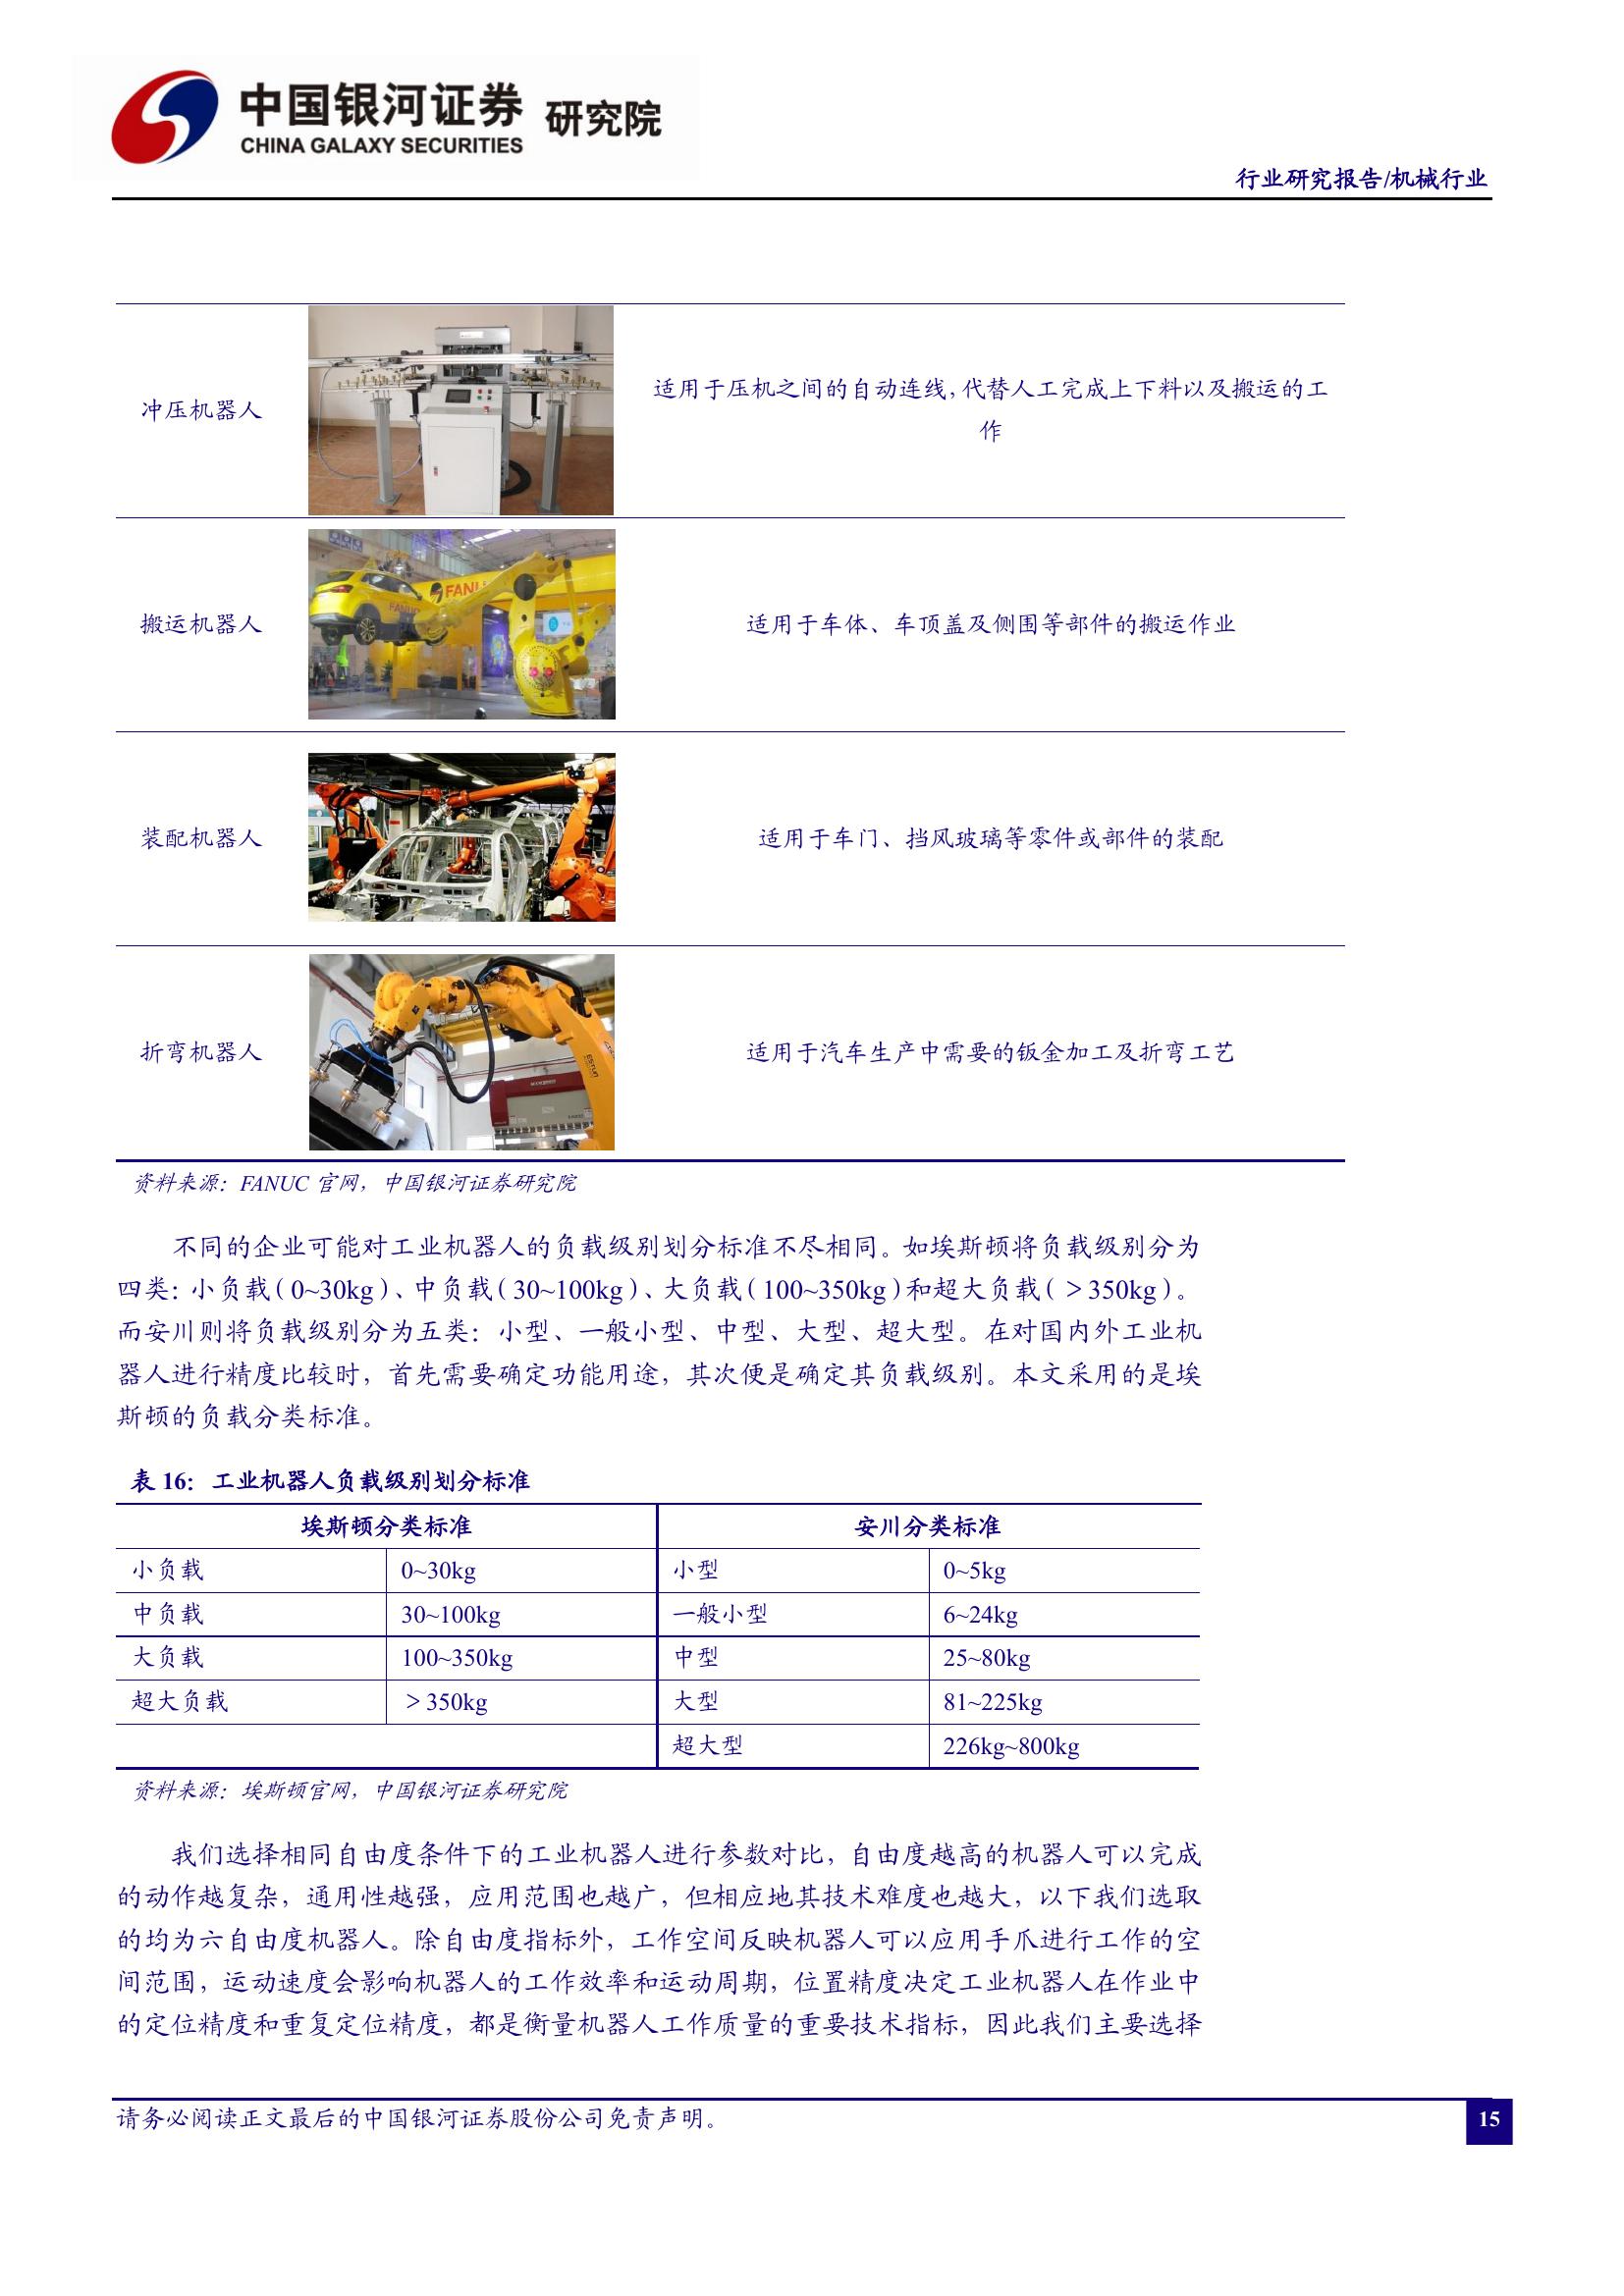 中国银河证券 研究院
CHINA GALAXY SECURITIES
行业研究报告/机械行业
冲压机器人
适用于压机之间的自动连线,代替人工完成上下料以及搬运的工
作
搬运机器人
FANUC
适用于车体、车顶盖及侧围等部件的搬运作业
装配机器人
适用于车门、挡风玻璃等零件或部件的装配
折弯机器人
ESTUN
适用于汽车生产中需要的钣金加工及折弯工艺
资料来源：FANUC 官网，中国银河证券研究院
不同的企业可能对工业机器人的负载级别划分标准不尽相同。如埃斯顿将负载级别分为
四类：小负载（0~30kg）、中负载（30~100kg）、大负载（100~350kg）和超大负载（＞350kg）。
而安川则将负载级别分为五类：小型、一般小型、中型、大型、超大型。在对国内外工业机
器人进行精度比较时，首先需要确定功能用途，其次便是确定其负载级别。本文采用的是埃
斯顿的负载分类标准。
表 16：工业机器人负载级别划分标准
埃斯顿分类标准 安川分类标准
小负载 0~30kg 小型 0~5kg
中负载 30~100kg 一般小型 6~24kg
大负载 100~350kg 中型 25~80kg
超大负载 ＞350kg 大型 81~225kg
超大型 226kg~800kg
资料来源：埃斯顿官网，中国银河证券研究院
我们选择相同自由度条件下的工业机器人进行参数对比，自由度越高的机器人可以完成
的动作越复杂，通用性越强，应用范围也越广，但相应地其技术难度也越大，以下我们选取
的均为六自由度机器人。除自由度指标外，工作空间反映机器人可以应用手爪进行工作的空
间范围，运动速度会影响机器人的工作效率和运动周期，位置精度决定工业机器人在作业中
的定位精度和重复定位精度，都是衡量机器人工作质量的重要技术指标，因此我们主要选择
请务必阅读正文最后的中国银河证券股份公司免责声明。
15